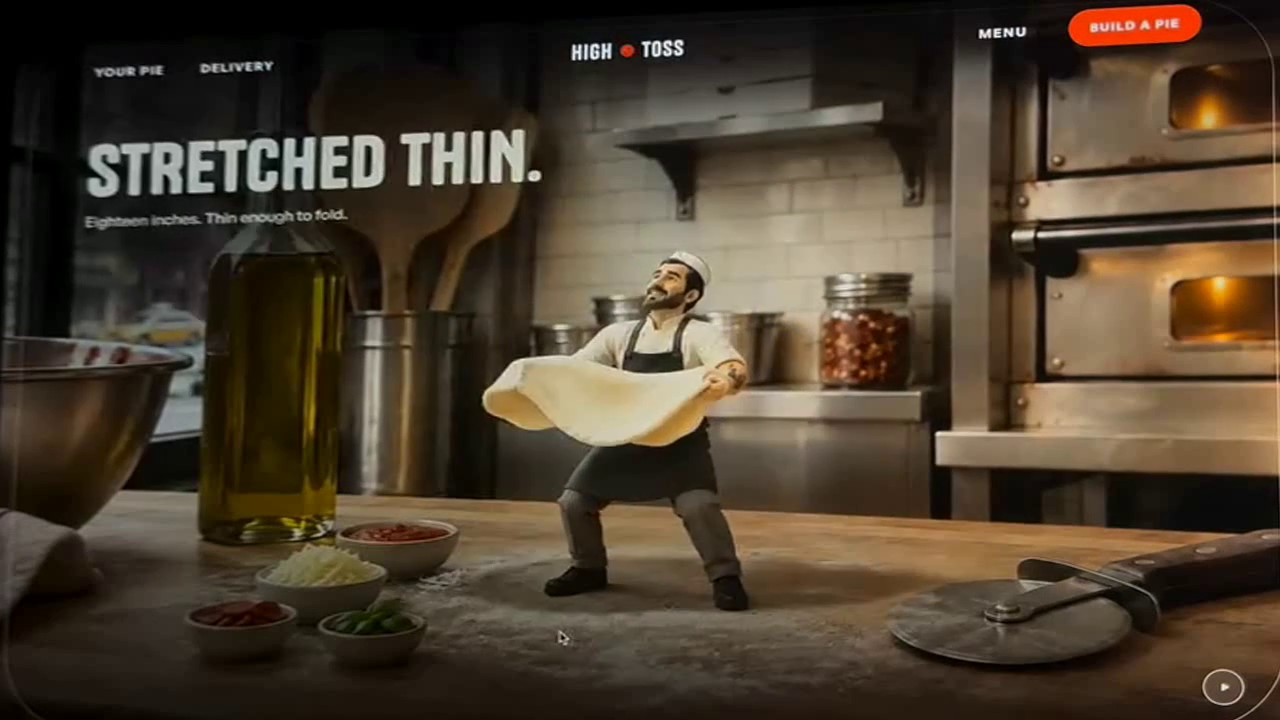 YOUR PIE
DELIVERY
HIGH TOSS
MENU
BUILD A PIE
STRETCHED THIN.
Eighteen inches. Thin enough to fold.